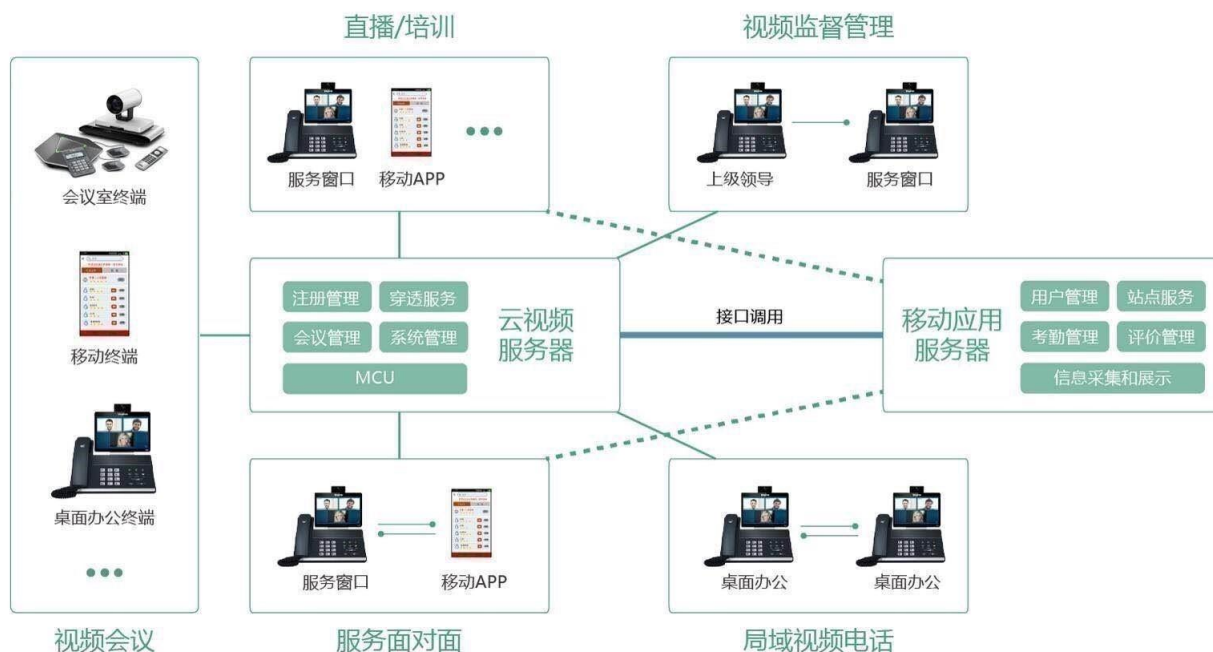 直播/培训
视频监督管理
会议室终端
移动终端
桌面办公终端
视频会议
服务窗口
移动APP
上级领导
服务窗口
注册管理
穿透服务
会议管理
系统管理
MCU
云视频
服务器
接口调用
移动应用
服务器
用户管理
站点服务
考勤管理
评价管理
信息采集和展示
服务窗口
移动APP
服务面对面
桌面办公
桌面办公
局域视频电话